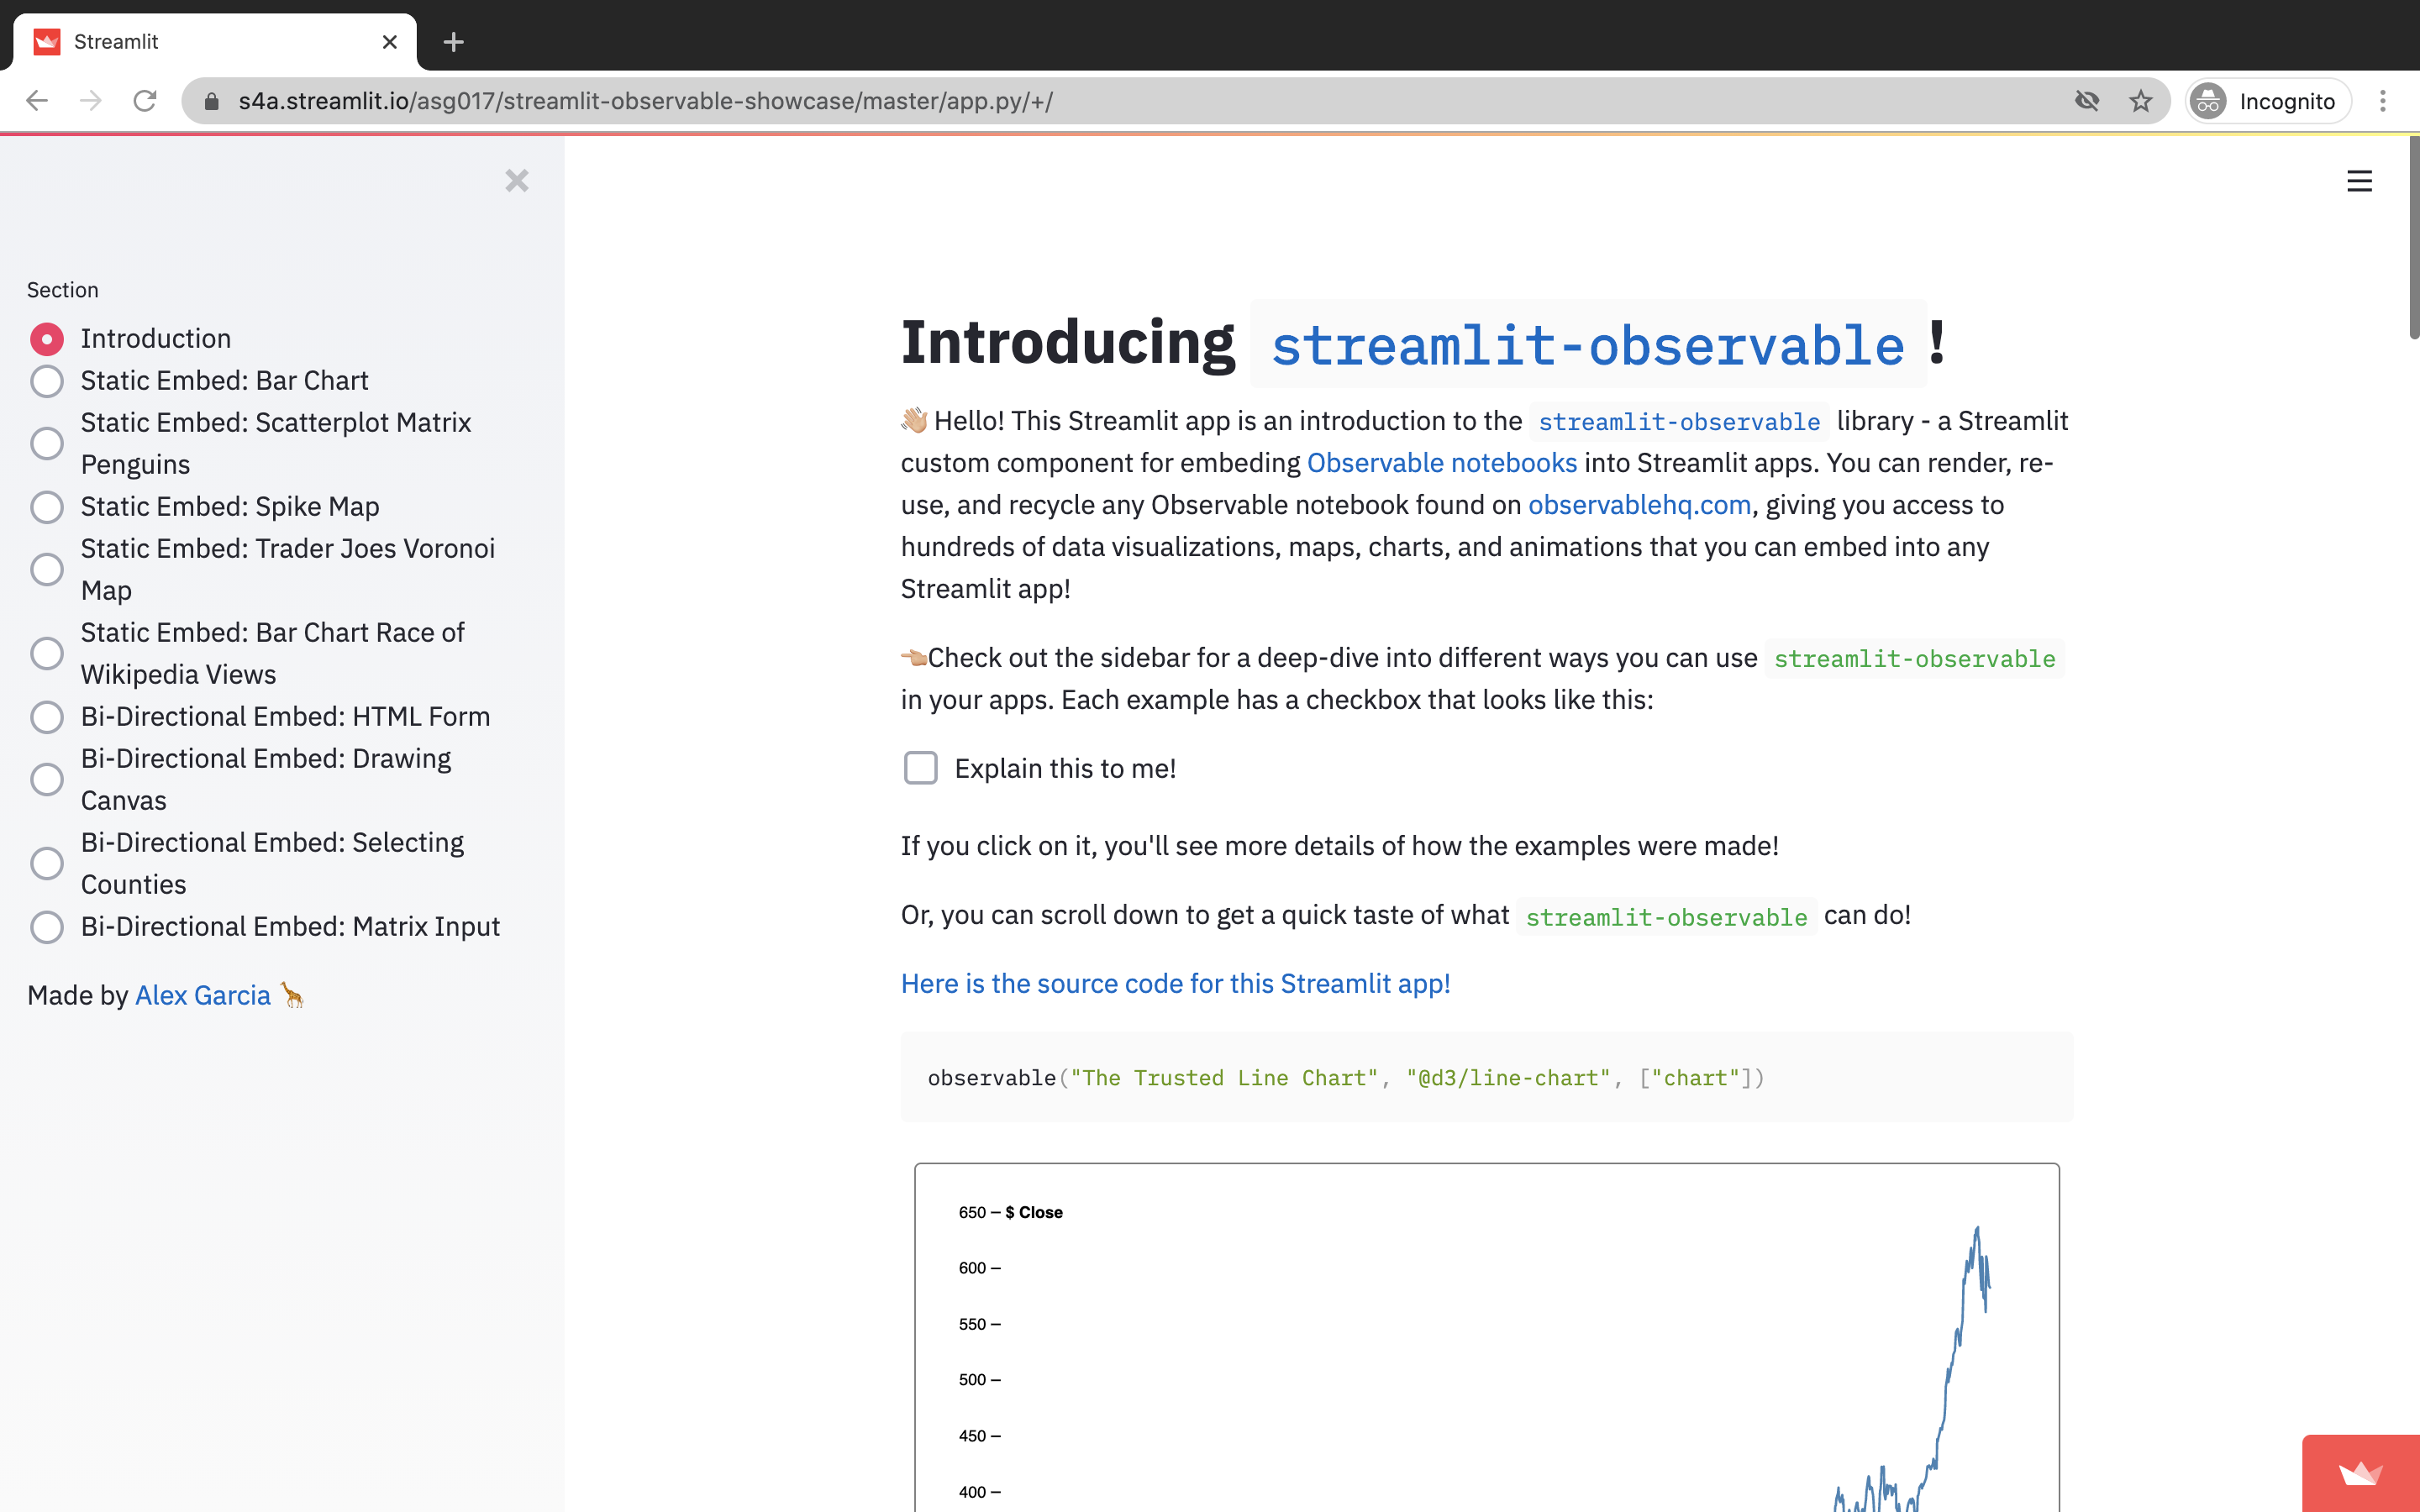 Streamlit
s4a.streamlit.io/asg017/streamlit-observable-showcase/master/app.py/+/
Incognito
Section
Introduction
Static Embed: Bar Chart
Static Embed: Scatterplot Matrix
Penguins
Static Embed: Spike Map
Static Embed: Trader Joes Voronoi
Map
Static Embed: Bar Chart Race of
Wikipedia Views
Bi-Directional Embed: HTML Form
Bi-Directional Embed: Drawing
Canvas
Bi-Directional Embed: Selecting
Counties
Bi-Directional Embed: Matrix Input
Made by Alex Garcia 🦒
Introducing streamlit-observable !
👋🏼 Hello! This Streamlit app is an introduction to the streamlit-observable library - a Streamlit
custom component for embeding Observable notebooks into Streamlit apps. You can render, re-
use, and recycle any Observable notebook found on observablehq.com, giving you access to
hundreds of data visualizations, maps, charts, and animations that you can embed into any
Streamlit app!
👈🏼Check out the sidebar for a deep-dive into different ways you can use streamlit-observable
in your apps. Each example has a checkbox that looks like this:
Explain this to me!
If you click on it, you'll see more details of how the examples were made!
Or, you can scroll down to get a quick taste of what streamlit-observable can do!
Here is the source code for this Streamlit app!
observable("The Trusted Line Chart", "@d3/line-chart", ["chart"])
650 $ Close
600
550
500
450
400